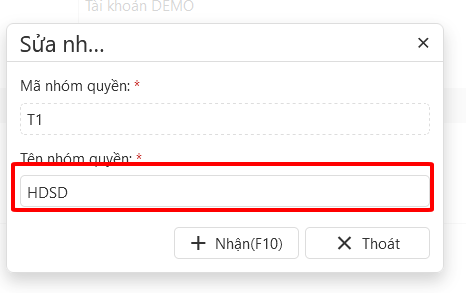 Tài khoản DEMO
Sửa nh...
Mã nhóm quyền: *
T1
Tên nhóm quyền: *
HDSD
Nhận(F10)
Thoát